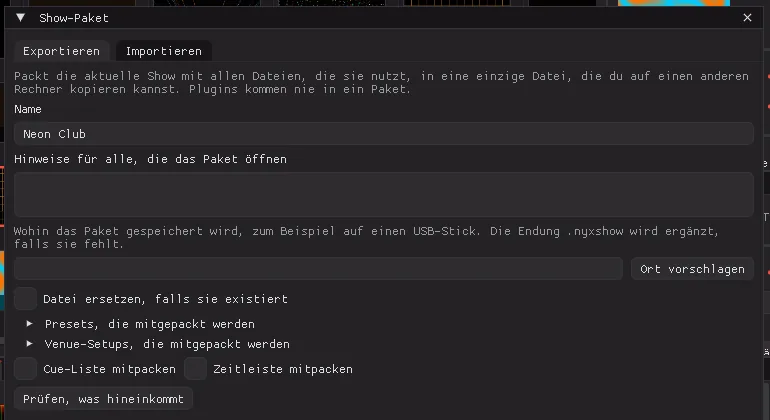 Show-Paket
Exportieren Importieren
Packt die aktuelle Show mit allen Dateien, die sie nutzt, in eine einzige Datei, die du auf einen anderen
Rechner kopieren kannst. Plugins kommen nie in ein Paket.
Name
Neon Club
Hinweise für alle, die das Paket öffnen
Wohin das Paket gespeichert wird, zum Beispiel auf einen USB-Stick. Die Endung .nyxshow wird ergänzt,
falls sie fehlt.
Ort vorschlagen
Datei ersetzen, falls sie existiert
Presets, die mitgepackt werden
Venue-Setups, die mitgepackt werden
Cue-Liste mitpacken Zeitleiste mitpacken
Prüfen, was hineinkommt